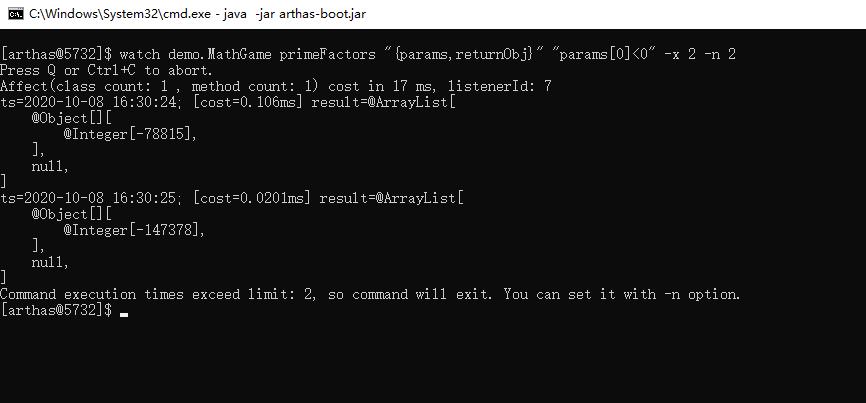 C:\Windows\System32\cmd.exe - java  -jar arthas-boot.jar
[arthas@5732]$ watch demo.MathGame primeFactors "{params,returnObj}" "params[0]<0" -x 2 -n 2
Press Q or Ctrl+C to abort.
Affect(class count: 1 , method count: 1) cost in 17 ms, listenerId: 7
ts=2020-10-08 16:30:24; [cost=0.106ms] result=@ArrayList[
    @Object[][
        @Integer[-78815],
    ],
    null,
]
ts=2020-10-08 16:30:25; [cost=0.0201ms] result=@ArrayList[
    @Object[][
        @Integer[-147378],
    ],
    null,
]
Command execution times exceed limit: 2, so command will exit. You can set it with -n option.
[arthas@5732]$